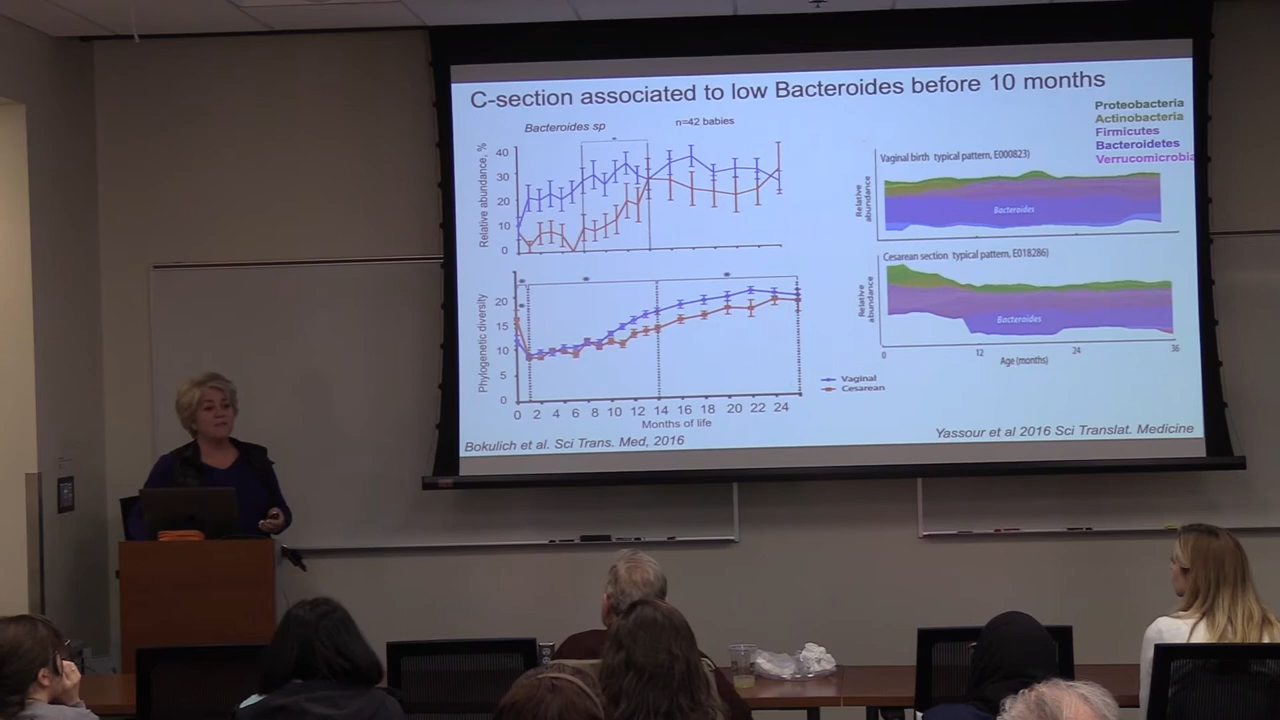 C-section associated to low Bacteroides before 10 months
Bacteroides sp
n=42 babies
Relative abundance, %
40
30
20
10
0
Phylogenetic diversity
20
15
10
5
0
0 2 4 6 8 10 12 14 16 18 20 22 24
Months of life
Vaginal
Cesarean
Bokulich et al. Sci Trans. Med, 2016
Proteobacteria
Actinobacteria
Firmicutes
Bacteroidetes
Verrucomicrobia
Vaginal birth typical pattern, E000823)
Relative
abundance
Bacteroides
Cesarean section typical pattern, E018286)
Relative
abundance
Bacteroides
0 12 24 36
Age (months)
Yassour et al 2016 Sci Translat. Medicine